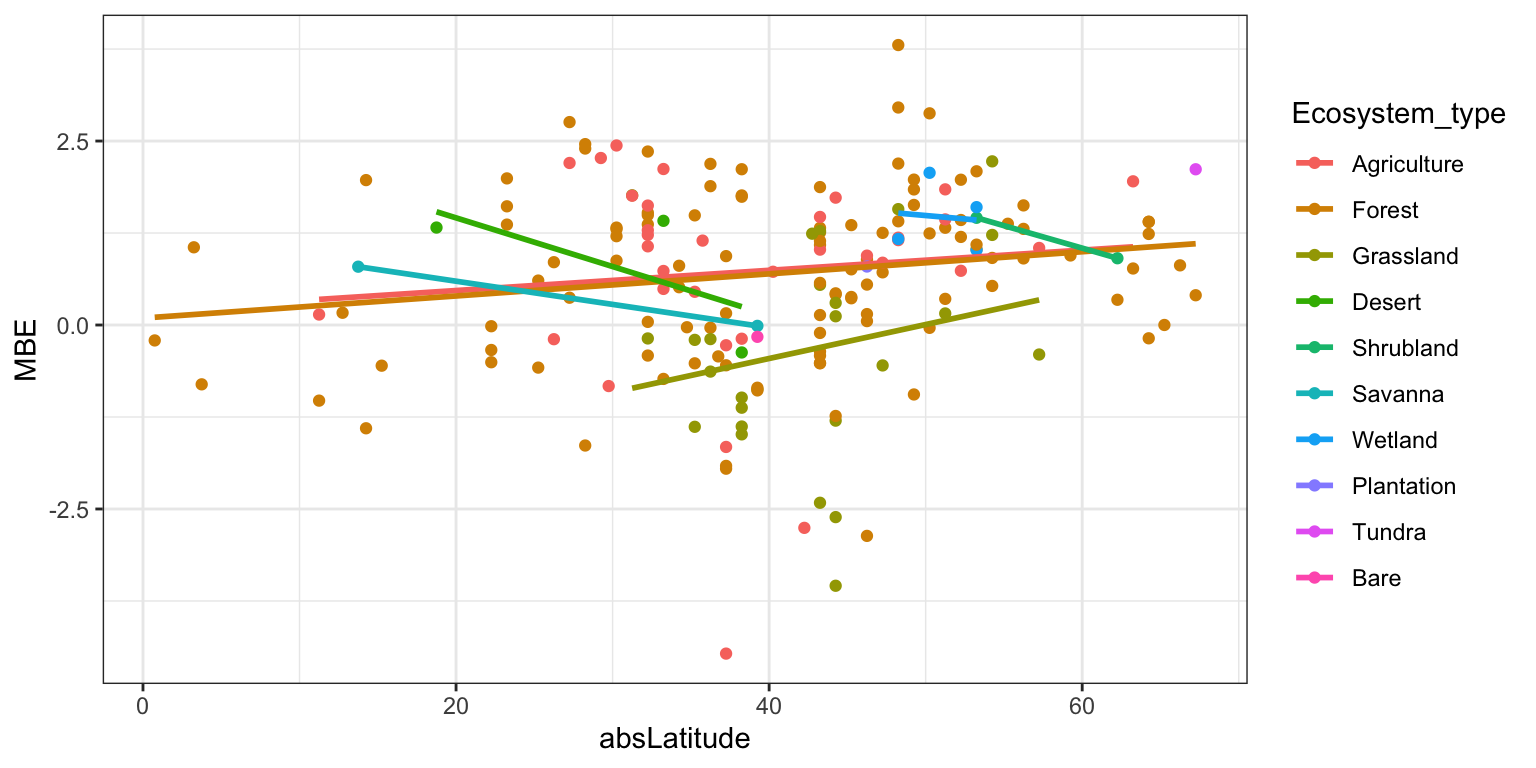 2.5
0.0
-2.5
MBE
0
20
40
60
absLatitude
Ecosystem_type
Agriculture
Forest
Grassland
Desert
Shrubland
Savanna
Wetland
Plantation
Tundra
Bare